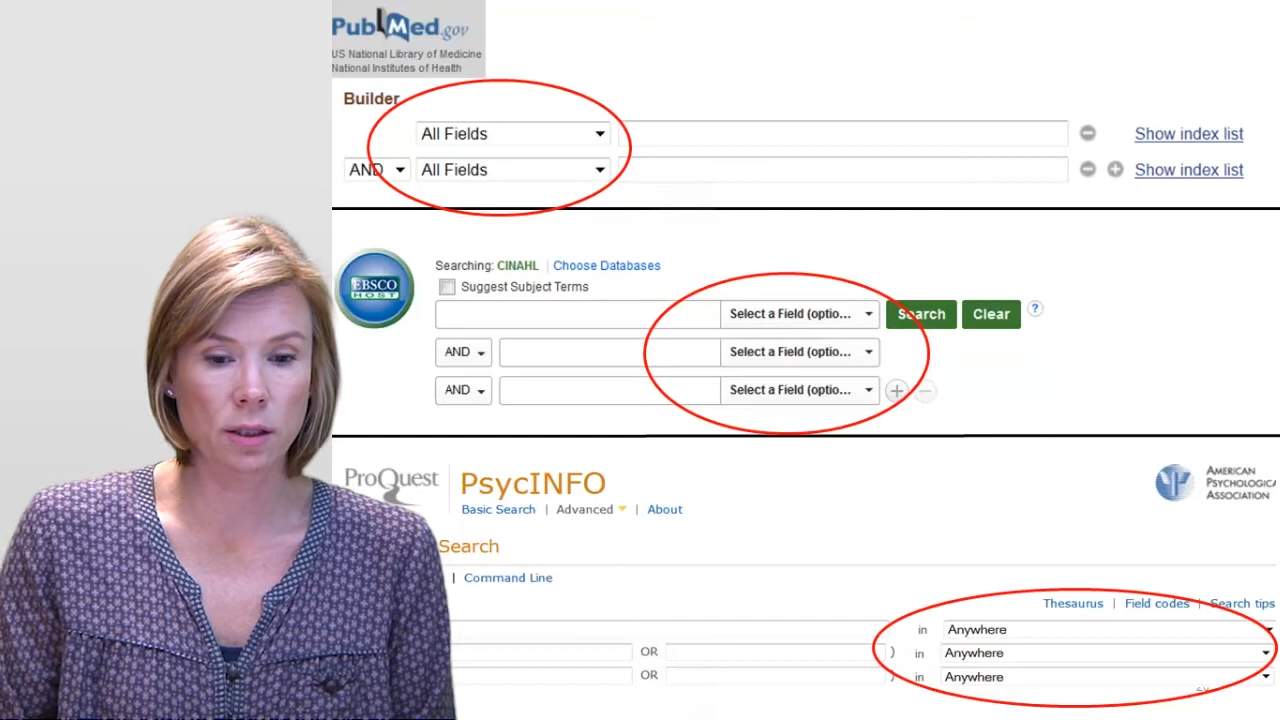 PubMed.gov
US National Library of Medicine
National Institutes of Health
Builder
All Fields Show index list
AND All Fields Show index list
EBSCO HOST
Searching: CINAHL | Choose Databases
Suggest Subject Terms
Select a Field (optio... Search Clear ?
AND Select a Field (optio...
AND Select a Field (optio...
ProQuest PsycINFO
AMERICAN
PSYCHOLOGICA
ASSOCIATION
Basic Search | Advanced | About
Search
| Command Line
Thesaurus | Field codes | Search tips
in Anywhere
OR ) in Anywhere
OR ) in Anywhere